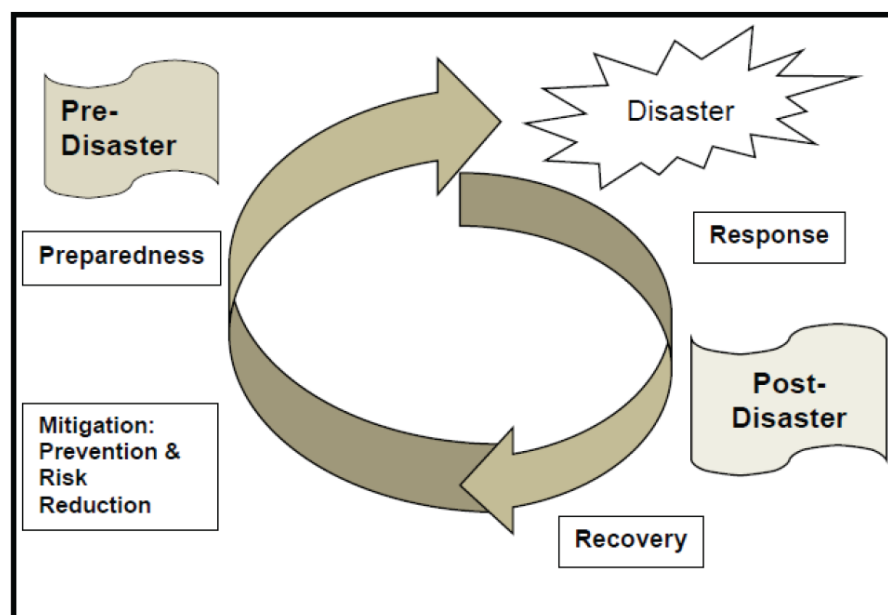 Pre-
Disaster
Disaster
Preparedness
Response
Mitigation:
Prevention &
Risk
Reduction
Post-
Disaster
Recovery